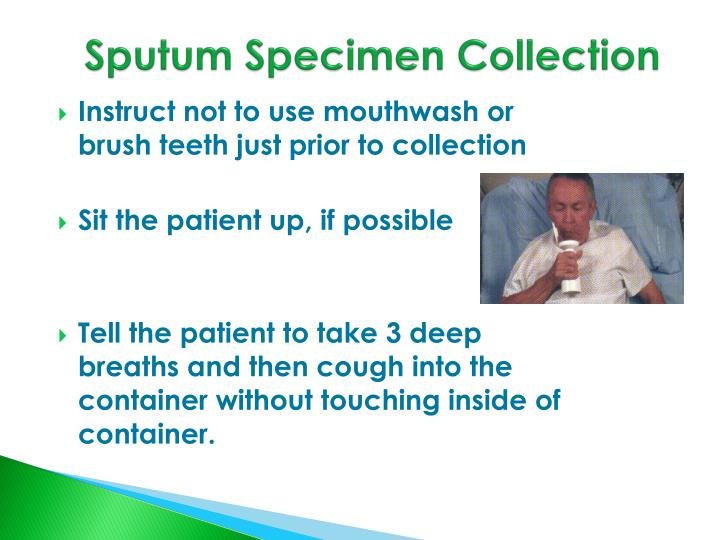 Sputum Specimen Collection
Instruct not to use mouthwash or
brush teeth just prior to collection
Sit the patient up, if possible
Tell the patient to take 3 deep
breaths and then cough into the
container without touching inside of
container.